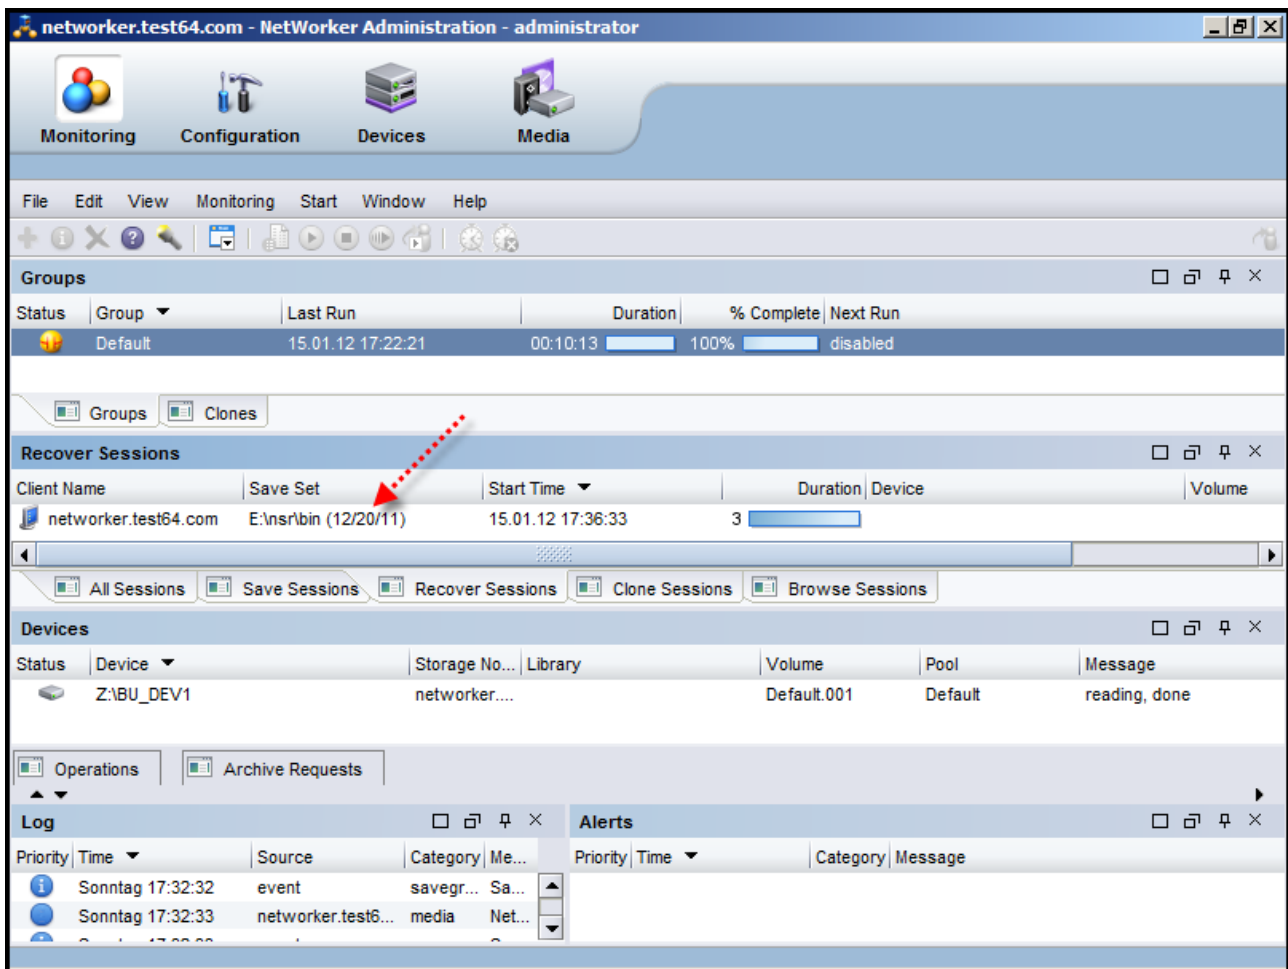 networker.test64.com - NetWorker Administration - administrator
Monitoring Configuration Devices Media
File Edit View Monitoring Start Window Help
Groups
Status Group Last Run Duration % Complete Next Run
Default 15.01.12 17:22:21 00:10:13 100% disabled
Groups Clones
Recover Sessions
Client Name Save Set Start Time Duration Device Volume
networker.test64.com E:\nsr\bin (12/20/11) 15.01.12 17:36:33 3
All Sessions Save Sessions Recover Sessions Clone Sessions Browse Sessions
Devices
Status Device Storage No... Library Volume Pool Message
Z:\BU_DEV1 networker.... Default.001 Default reading, done
Operations Archive Requests
Log Alerts
Priority Time Source Category Me... Priority Time Category Message
Sonntag 17:32:32 event savegr... Sa...
Sonntag 17:32:33 networker.test6... media Net...